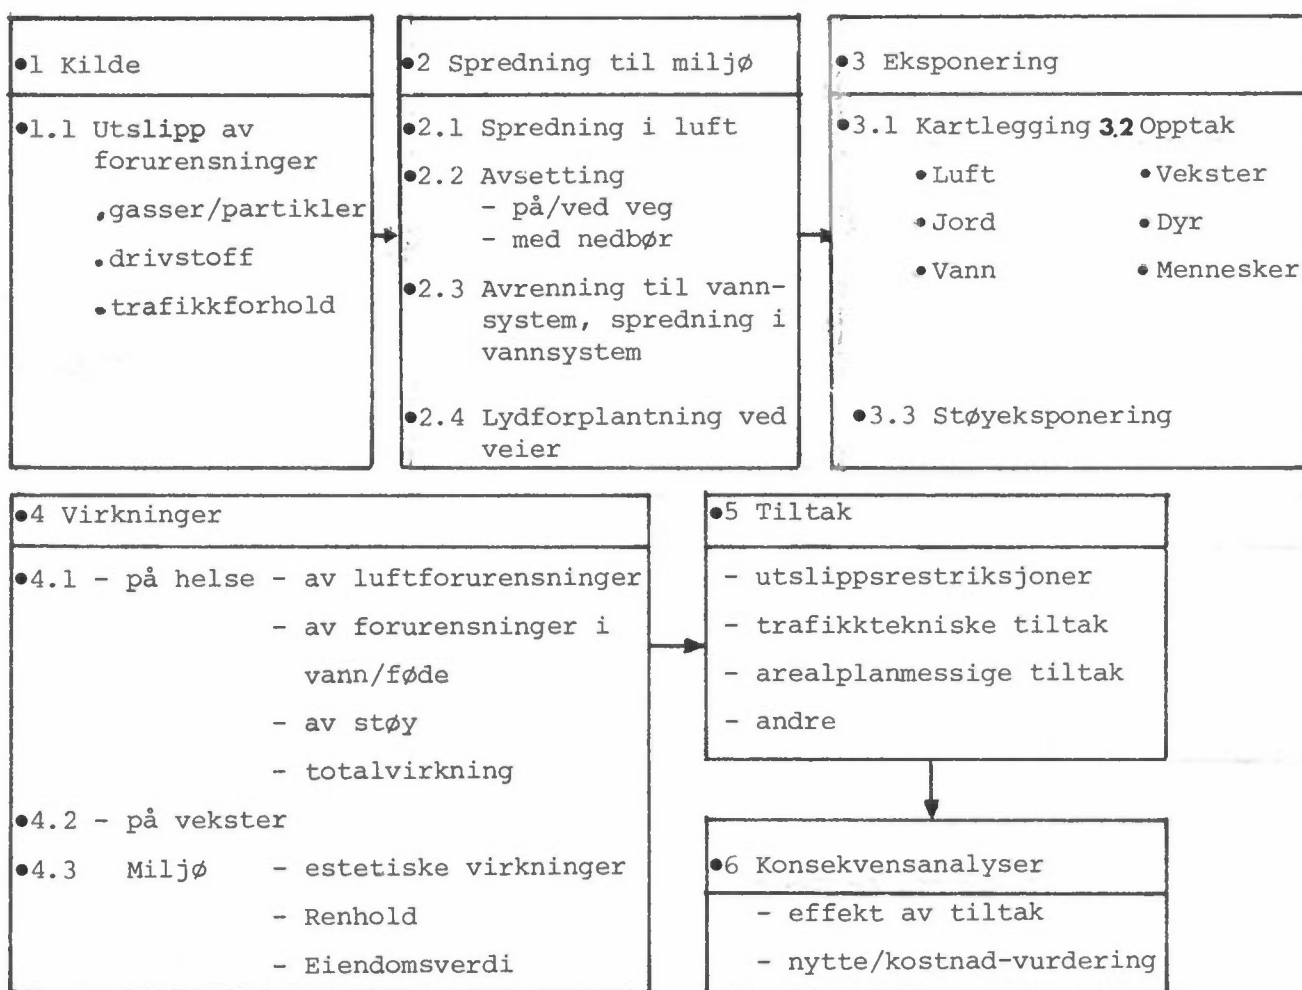 •1 Kilde
•1.1 Utslipp av
forurensninger
•gasser/partikler
•drivstoff
•trafikkforhold
•2 Spredning til miljø
•2.1 Spredning i luft
•2.2 Avsetting
- på/ved veg
- med nedbør
•2.3 Avrenning til vann-
system, spredning i
vannsystem
•2.4 Lydforplantning ved
veier
•3 Eksponering
•3.1 Kartlegging 3.2 Opptak
•Luft •Vekster
•Jord •Dyr
•Vann •Mennesker
•3.3 Støyeksponering
•4 Virkninger
•4.1 - på helse - av luftforurensninger
- av forurensninger i
vann/føde
- av støy
- totalvirkning
•4.2 - på vekster
•4.3 Miljø - estetiske virkninger
- Renhold
- Eiendomsverdi
•5 Tiltak
- utslippsrestriksjoner
- trafikktekniske tiltak
- arealplanmessige tiltak
- andre
•6 Konsekvensanalyser
- effekt av tiltak
- nytte/kostnad-vurdering